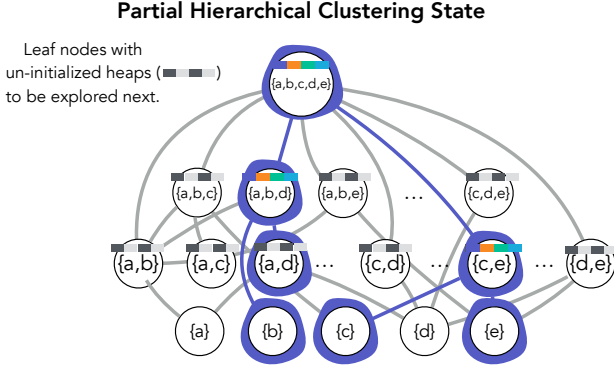 Partial Hierarchical Clustering State
Leaf nodes with
un-initialized heaps ( )
to be explored next.
{a,b,c,d,e}
{a,b,c} {a,b,d} {a,b,e} ... {c,d,e}
{a,b} {a,c} {a,d} ... {c,d} ... {c,e} ... {d,e}
{a} {b} {c} {d} {e}